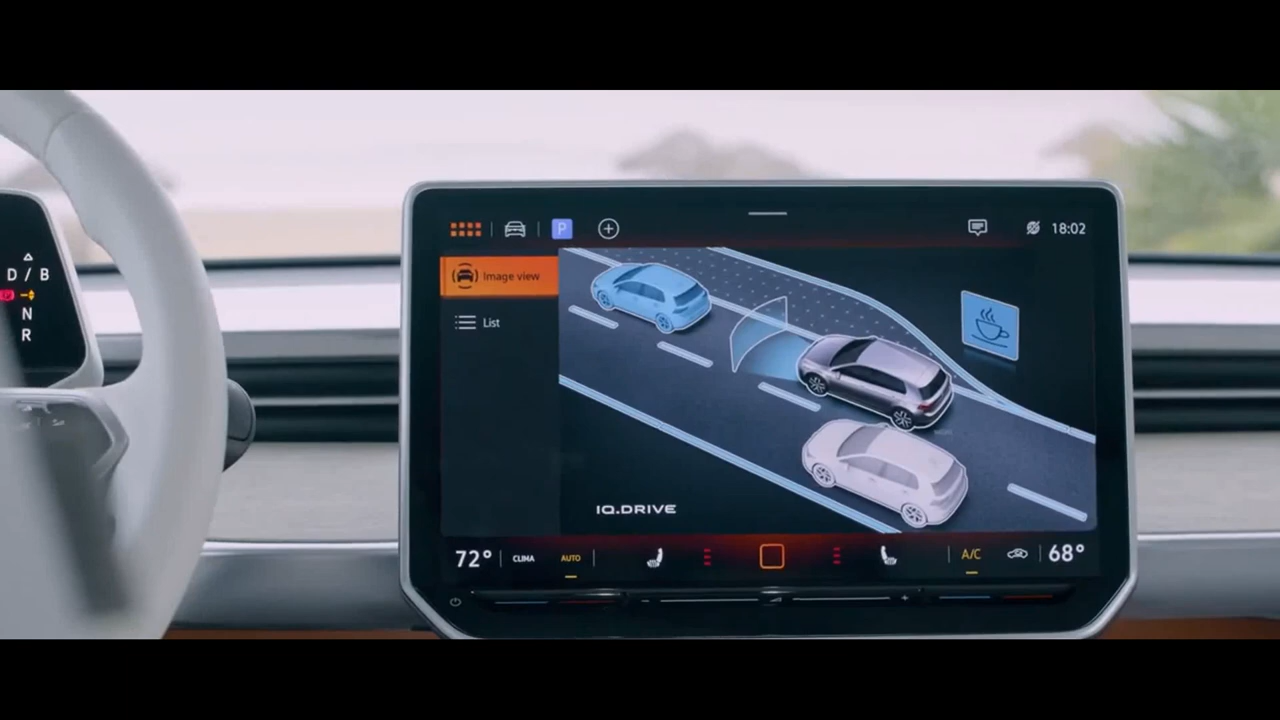 P
18:02
D / B
N
R
Image view
List
IQ.DRIVE
72°
CLIMA
AUTO
A/C
68°